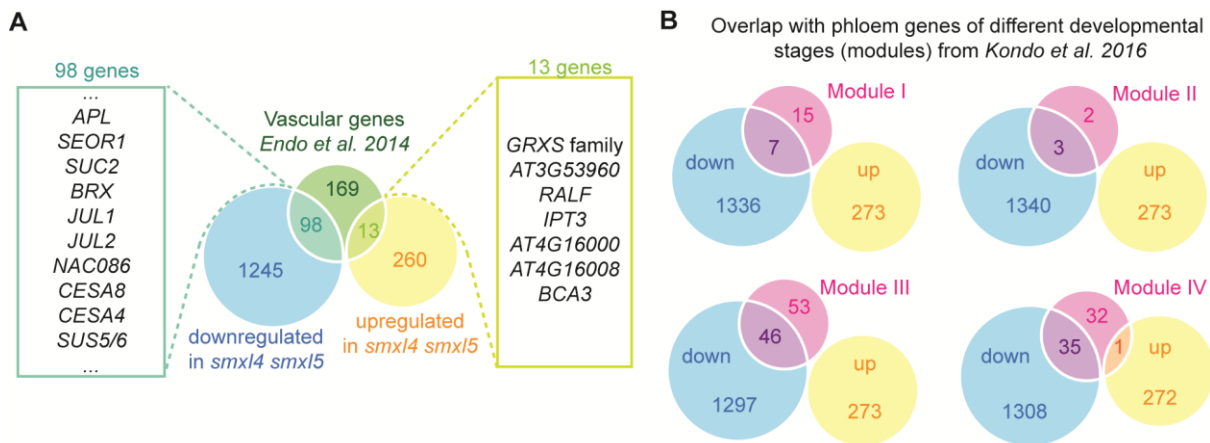 A
98 genes
...
APL
SEOR1
SUC2
BRX
JUL1
JUL2
NAC086
CESA8
CESA4
SUS5/6
...
Vascular genes
Endo et al. 2014
169
98
13
1245
260
downregulated
in smxl4 smxl5
upregulated
in smxl4 smxl5
13 genes
GRXS family
AT3G53960
RALF
IPT3
AT4G16000
AT4G16008
BCA3
B
Overlap with phloem genes of different developmental
stages (modules) from Kondo et al. 2016
Module I
15
down
7
up
1336
273
Module II
2
down
3
up
1340
273
Module III
53
down
46
up
1297
273
Module IV
32
down
35
1
up
1308
272